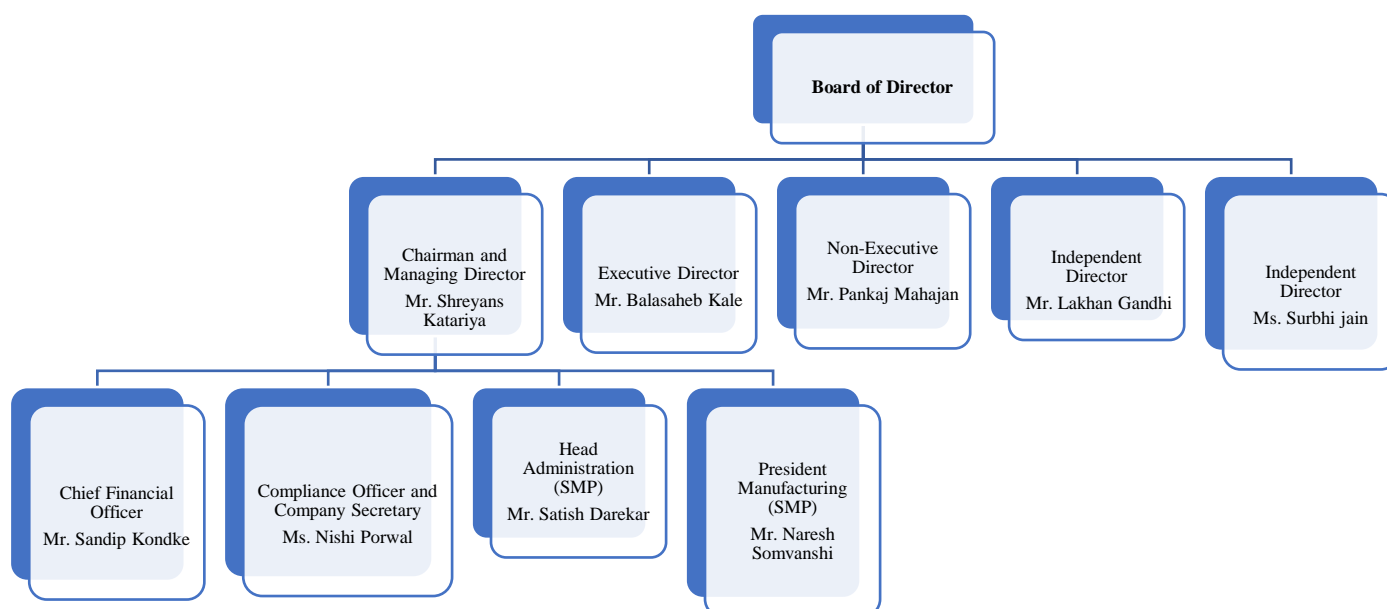 Board of Director
Chairman and
Managing Director
Mr. Shreyans
Katariya
Executive Director
Mr. Balasaheb Kale
Non-Executive
Director
Mr. Pankaj Mahajan
Independent
Director
Mr. Lakhan Gandhi
Independent
Director
Ms. Surbhi jain
Chief Financial
Officer
Mr. Sandip Kondke
Compliance Officer and
Company Secretary
Ms. Nishi Porwal
Head
Administration
(SMP)
Mr. Satish Darekar
President
Manufacturing
(SMP)
Mr. Naresh
Somvanshi